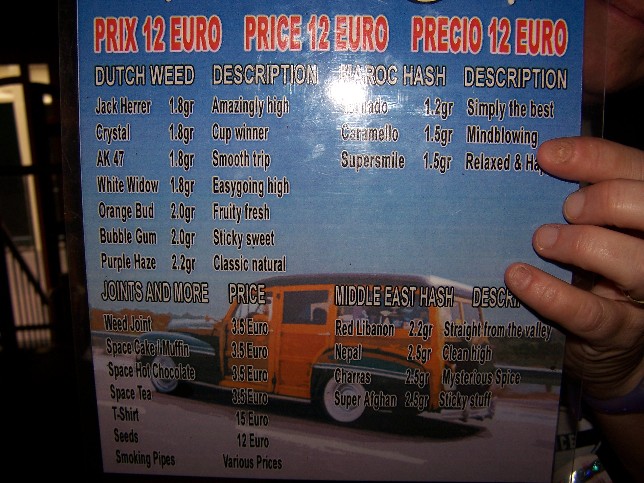 PRIX 12 EURO PRICE 12 EURO PRECIO 12 EURO
DUTCH WEED DESCRIPTION MAROC HASH DESCRIPTION
Jack Herrer 1.8gr Amazingly high 1.2gr Simply the best
Crystal 1.8gr Cup winner Caramello 1.5gr Mindblowing
AK 47 1.8gr Smooth trip Supersmile 1.5gr Relaxed &
White Widow 1.8gr Easygoing high
Orange Bud 2.0gr Fruity fresh
Bubble Gum 2.0gr Sticky sweet
Purple Haze 2.2gr Classic natural
JOINTS AND MORE PRICE MIDDLE EAST HASH
Weed Joint 3.5 Euro Red Libanon 2.2gr Straight from the valley
Space Cake / Muffin 3.5 Euro Nepal 2.5gr Clean high
Space Hot Chocolate 3.5 Euro Charras 2.5gr Mysterious Spice
Space Tea 3.5 Euro Super Afghan 2.5gr Sticky stuff
T-Shirt 15 Euro
Seeds 12 Euro
Smoking Pipes Various Prices